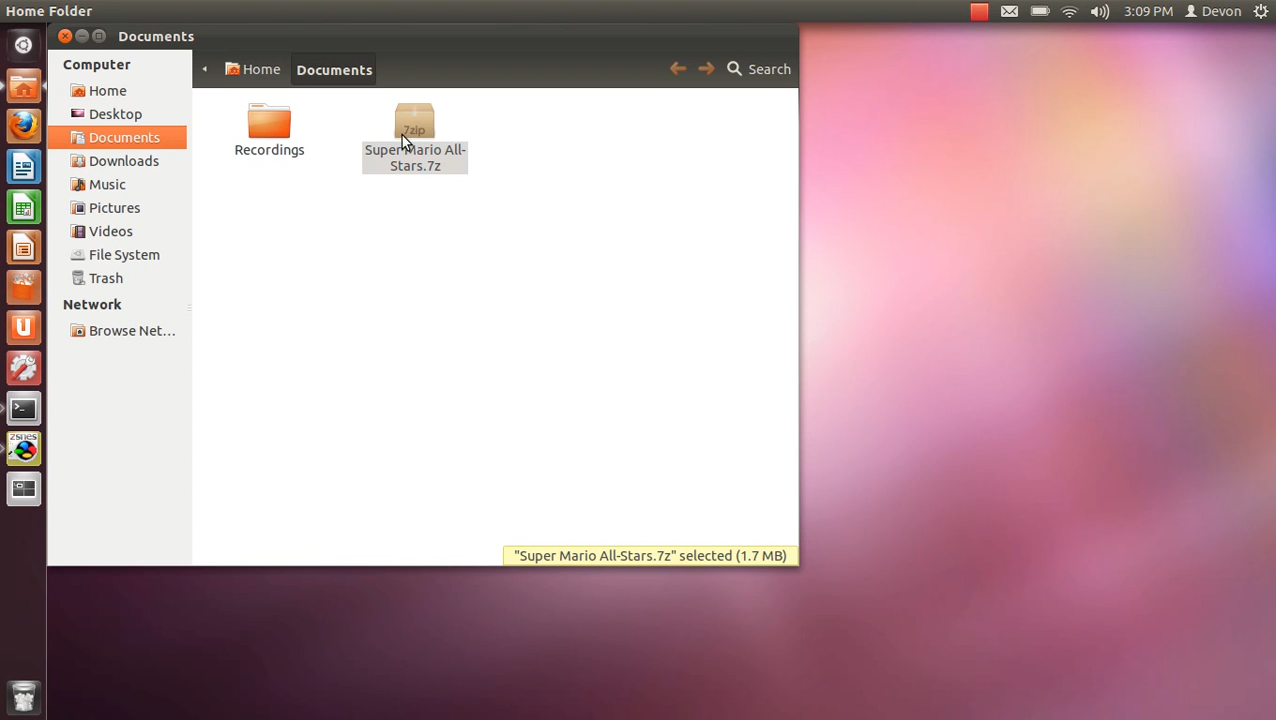 Home Folder
3:09 PM
Devon
Documents
Computer
Home
Desktop
Documents
Downloads
Music
Pictures
Videos
File System
Trash
Network
Browse Net...
Home
Documents
Search
Recordings
7zip
Super Mario All-
Stars.7z
"Super Mario All-Stars.7z" selected (1.7 MB)
U
>_
ZSNES